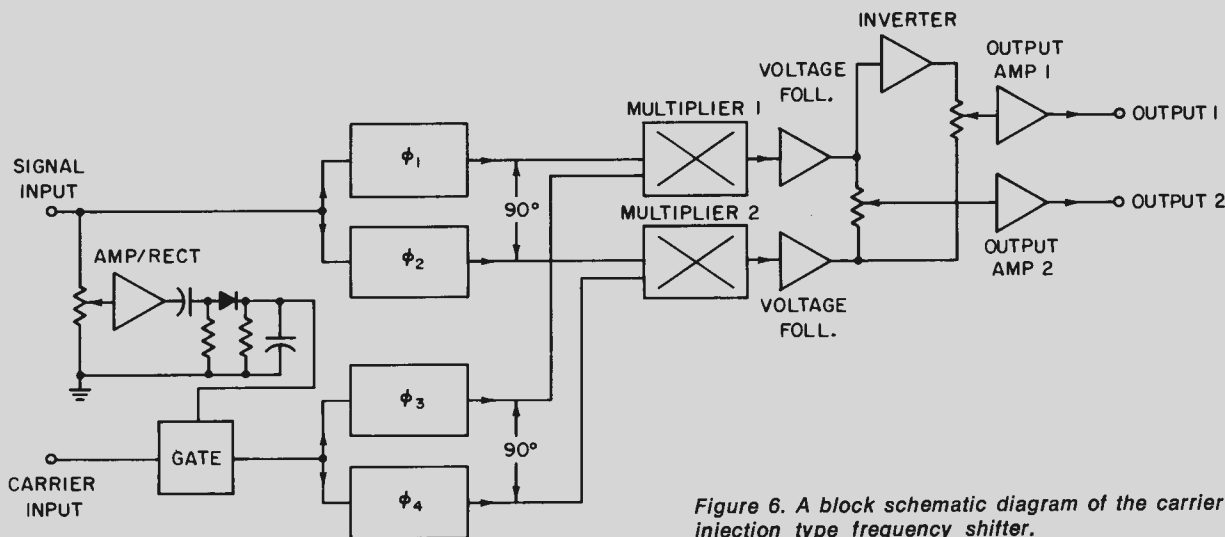 INVERTER
OUTPUT
AMP 1
VOLTAGE
FOLL.
MULTIPLIER 1
OUTPUT 1
SIGNAL
INPUT
ϕ1
90°
MULTIPLIER 2
OUTPUT 2
AMP/RECT
ϕ2
OUTPUT
AMP 2
VOLTAGE
FOLL.
ϕ3
GATE
90°
CARRIER
INPUT
ϕ4
Figure 6. A block schematic diagram of the carrier
injection type frequency shifter.